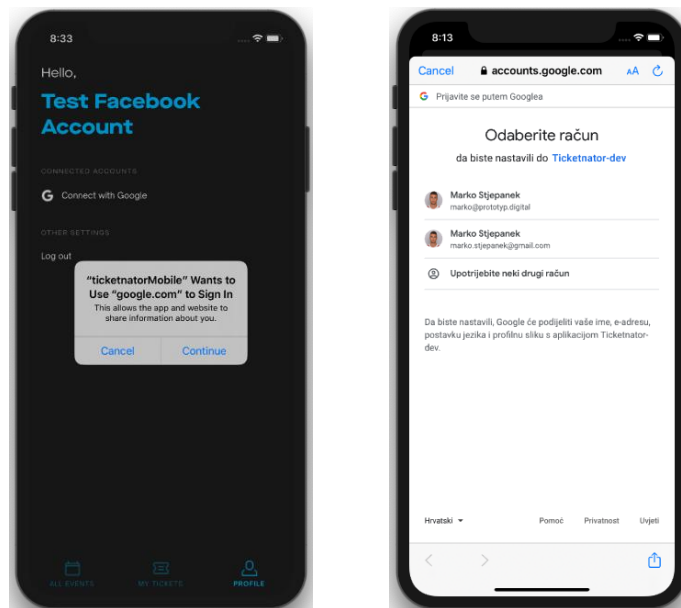 8:33
Hello,
Test Facebook
Account
CONNECTED ACCOUNTS
G Connect with Google
OTHER SETTINGS
Log out
“ticketnatorMobile” Wants to
Use “google.com” to Sign In
This allows the app and website to
share information about you.
Cancel Continue
ALL EVENTS MY TICKETS PROFILE
8:13
Cancel accounts.google.com AA
G Prijavite se putem Googlea
Odaberite račun
da biste nastavili do Ticketnator-dev
Marko Stjepanek
marko@prototyp.digital
Marko Stjepanek
marko.stjepanek@gmail.com
Upotrijebite neki drugi račun
Da biste nastavili, Google će podijeliti vaše ime, e-adresu,
postavku jezika i profilnu sliku s aplikacijom Ticketnator-
dev.
Hrvatski Pomoć Privatnost Uvjeti